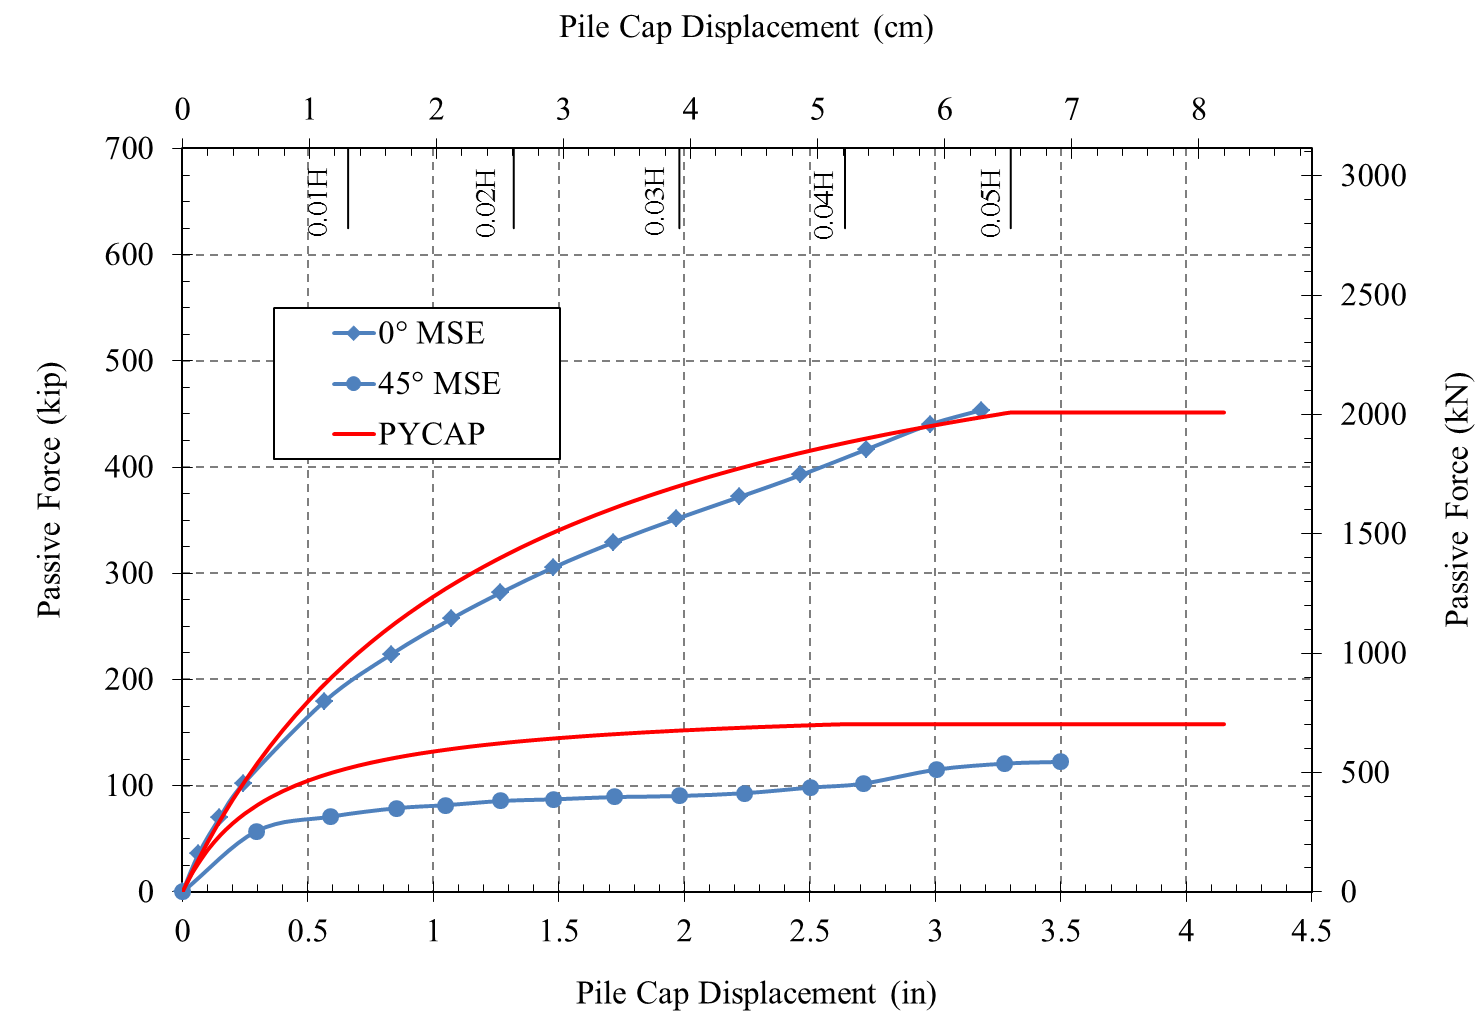 Pile Cap Displacement (cm)
0 1 2 3 4 5 6 7 8
0.01H 0.02H 0.03H 0.04H 0.05H
700
600
500
400
300
200
100
0
Passive Force (kip)
0° MSE
45° MSE
PYCAP
3000
2500
2000
1500
1000
500
0
Passive Force (kN)
0 0.5 1 1.5 2 2.5 3 3.5 4 4.5
Pile Cap Displacement (in)